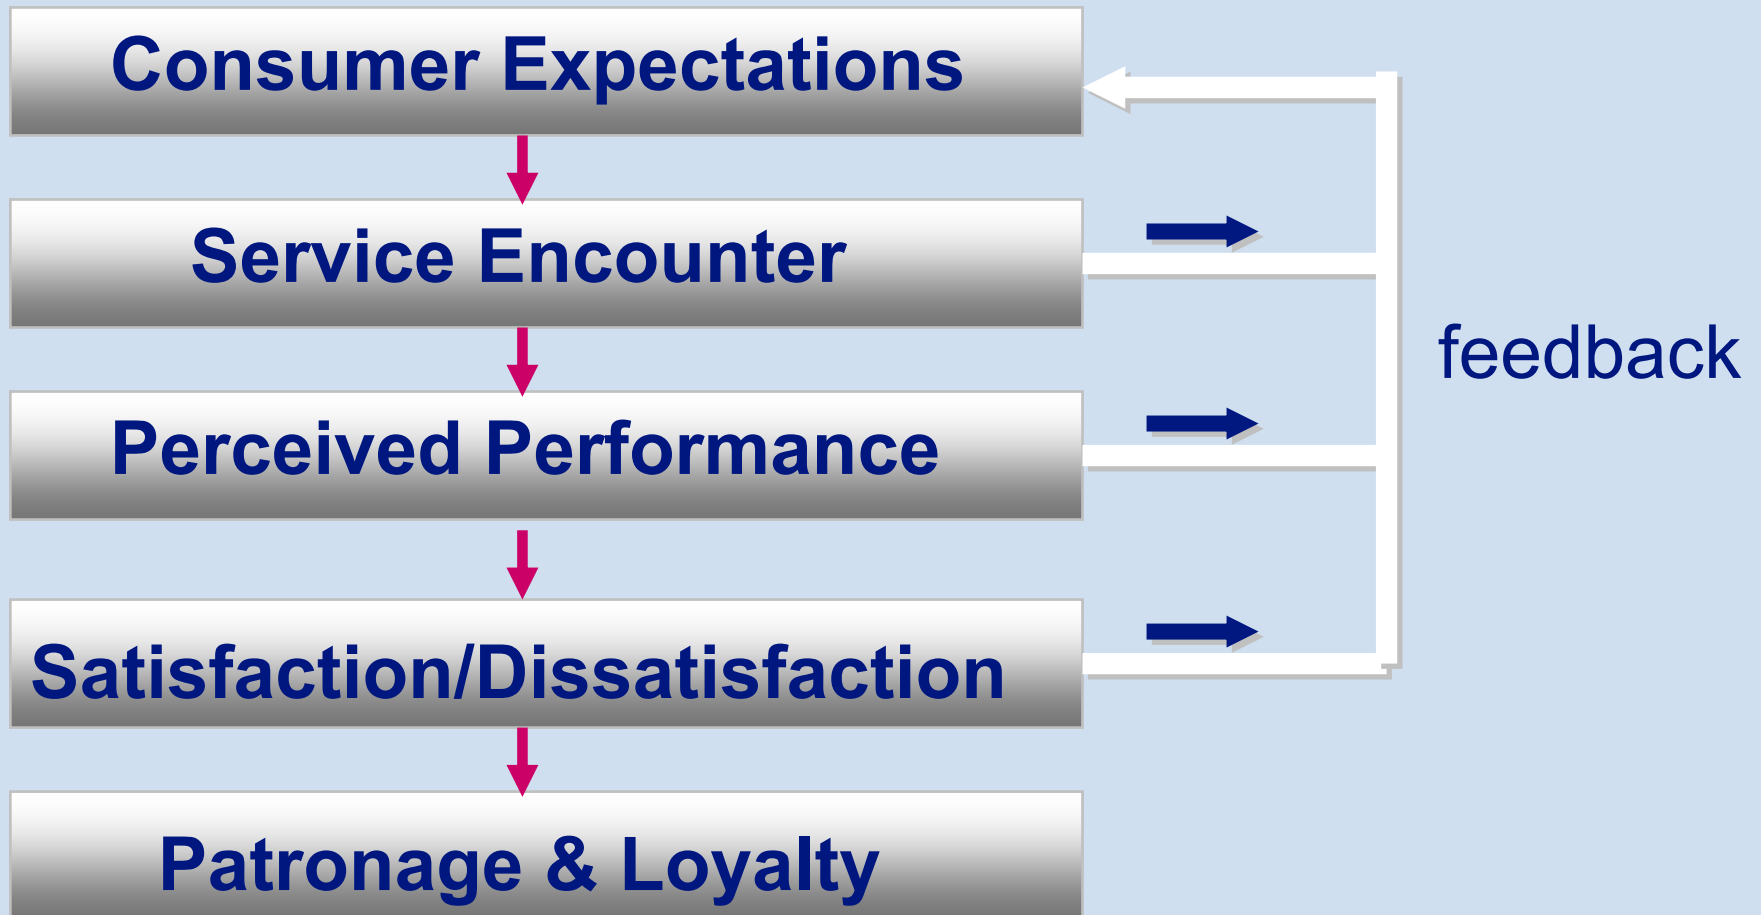 Consumer Expectations
Service Encounter
feedback
Perceived Performance
Satisfaction/Dissatisfaction
Patronage & Loyalty